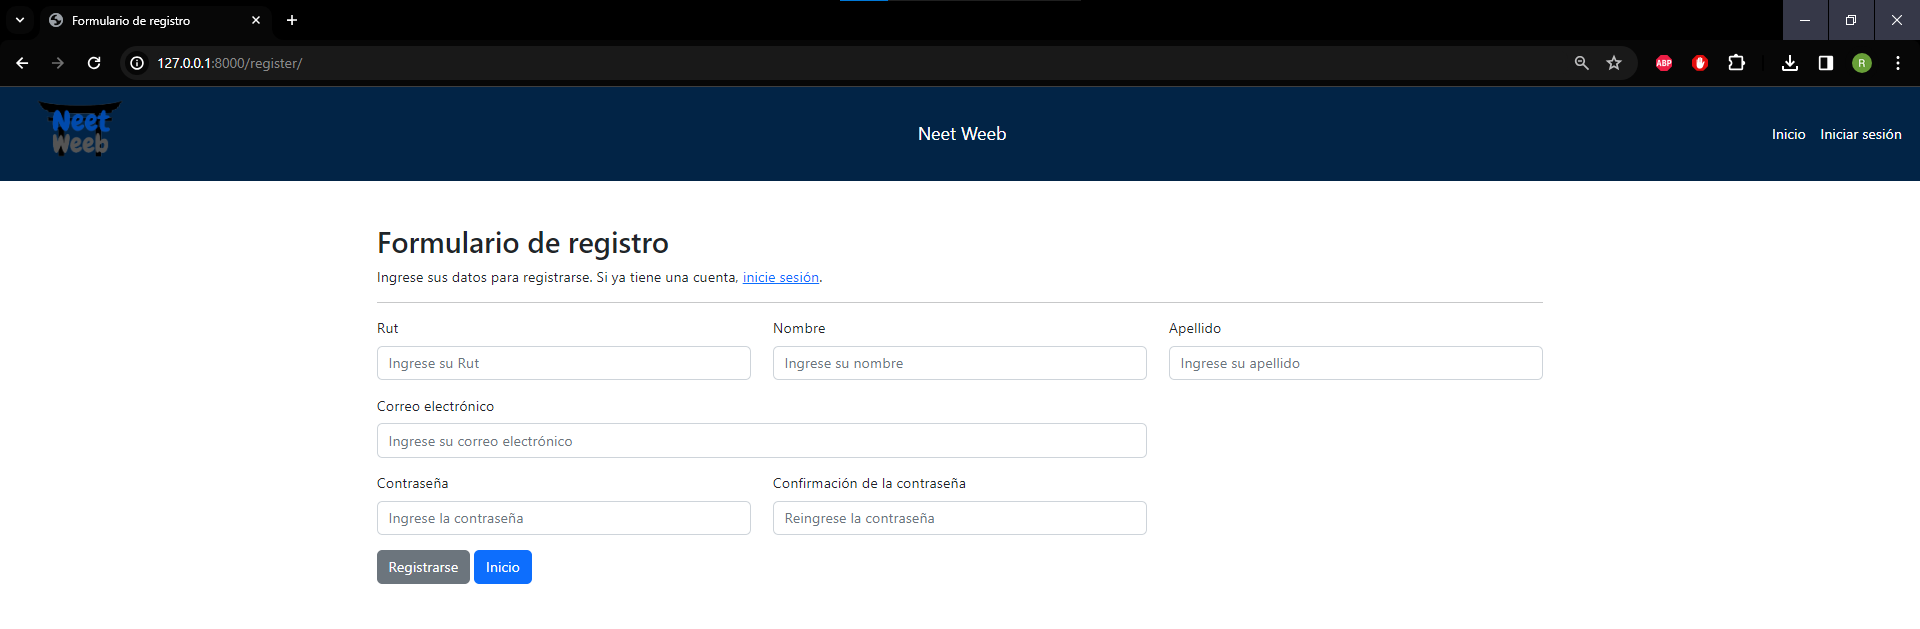 Formulario de registro
127.0.0.1:8000/register/
ABP
R
Neet
Weeb
Neet Weeb
Inicio Iniciar sesión
Formulario de registro
Ingrese sus datos para registrarse. Si ya tiene una cuenta, inicie sesión.
Rut Nombre Apellido
Ingrese su Rut Ingrese su nombre Ingrese su apellido
Correo electrónico
Ingrese su correo electrónico
Contraseña Confirmación de la contraseña
Ingrese la contraseña Reingrese la contraseña
Registrarse Inicio